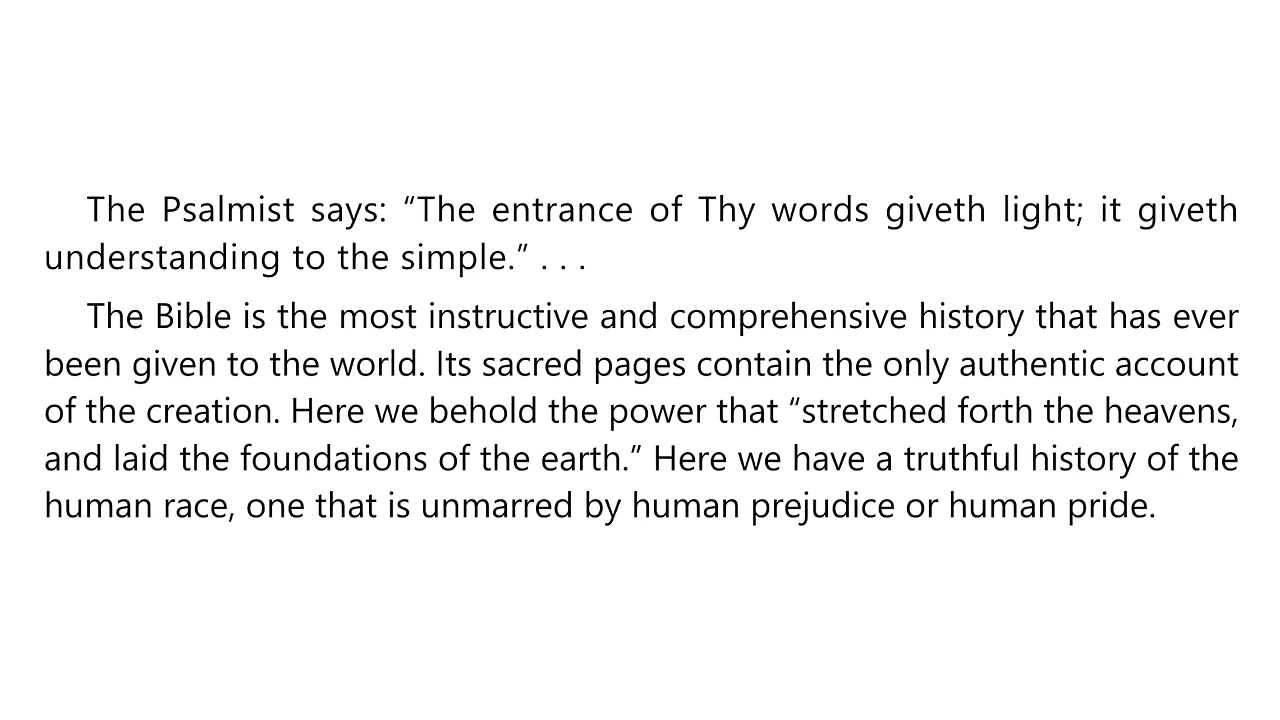 The Psalmist says: “The entrance of Thy words giveth light; it giveth
understanding to the simple.” . . .
The Bible is the most instructive and comprehensive history that has ever
been given to the world. Its sacred pages contain the only authentic account
of the creation. Here we behold the power that “stretched forth the heavens,
and laid the foundations of the earth.” Here we have a truthful history of the
human race, one that is unmarred by human prejudice or human pride.